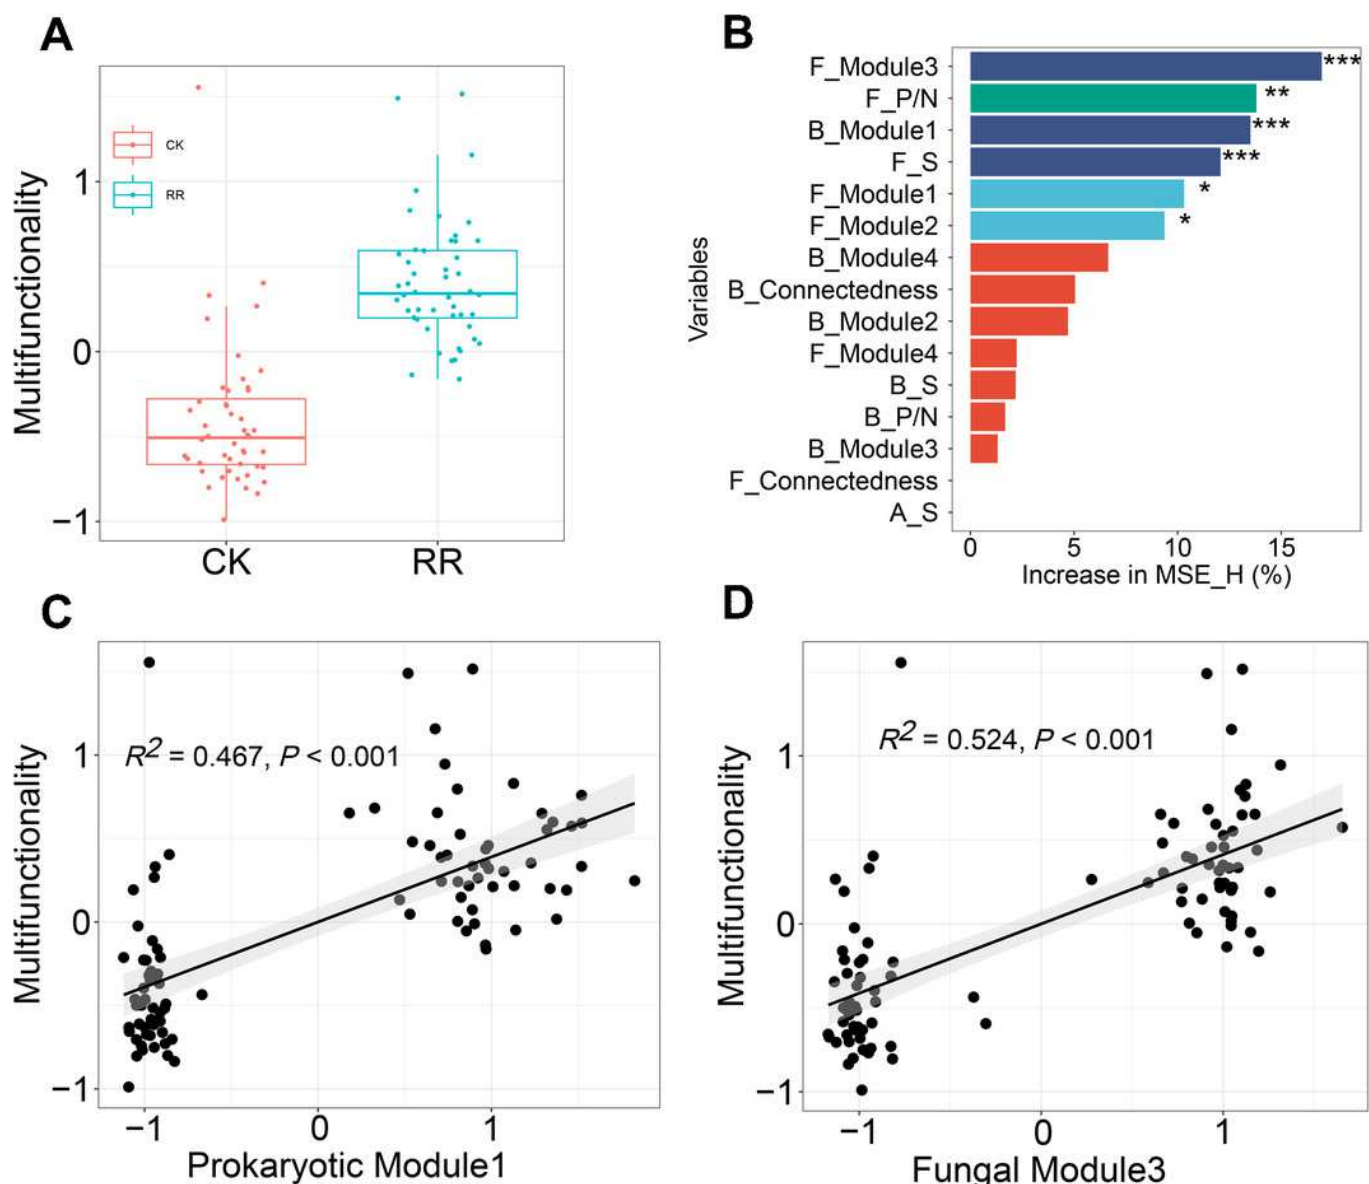 A
Multifunctionality
1
0
−1
CK
RR
CK
RR
B
Variables
F_Module3
***
F_P/N
**
B_Module1
***
F_S
***
F_Module1
*
F_Module2
*
B_Module4
B_Connectedness
B_Module2
F_Module4
B_S
B_P/N
B_Module3
F_Connectedness
A_S
0 5 10 15
Increase in MSE_H (%)
C
Multifunctionality
1
0
−1
R² = 0.467, P < 0.001
−1 0 1
Prokaryotic Module1
D
Multifunctionality
1
0
−1
R² = 0.524, P < 0.001
−1 0 1
Fungal Module3